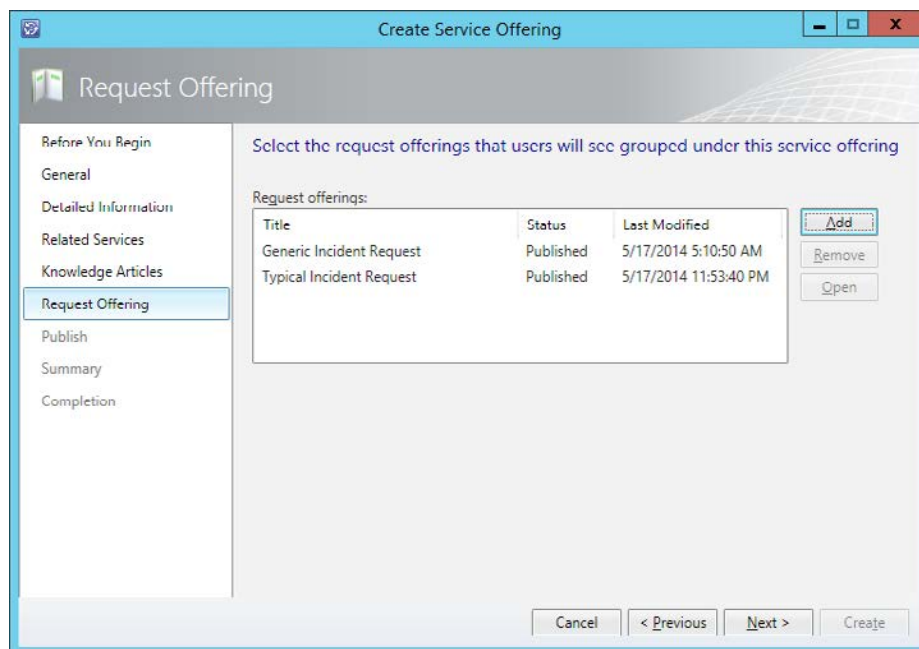 Create Service Offering
Request Offering
Before You Begin
General
Detailed Information
Related Services
Knowledge Articles
Request Offering
Publish
Summary
Completion
Select the request offerings that users will see grouped under this service offering
Request offerings:
Title Status Last Modified
Generic Incident Request Published 5/17/2014 5:10:50 AM
Typical Incident Request Published 5/17/2014 11:53:40 PM
Add
Remove
Open
Cancel < Previous Next > Create